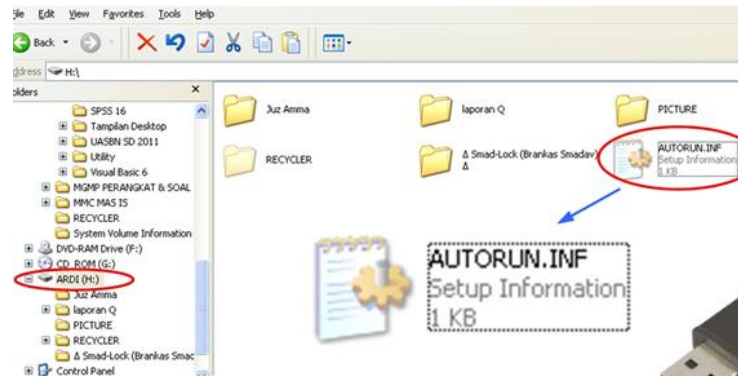 File Edit View Favorites Tools Help
Back
Address H:\
Folders X
SPSS 16
Tampilan Desktop
UASBN SD 2011
Utility
Visual Basic 6
MGMP PERANGKAT & SOAL
MMC MAS IS
RECYCLER
System Volume Information
DVD-RAM Drive (F:)
CD_ROM (G:)
ARDI (H:)
Juz Amma
laporan Q
PICTURE
RECYCLER
Δ Smad-Lock (Brankas Smac
Control Panel
Juz Amma
laporan Q
PICTURE
RECYCLER
Δ Smad-Lock (Brankas Smadav)
Δ
AUTORUN.INF
Setup Information
1 KB
AUTORUN.INF
Setup Information
1 KB